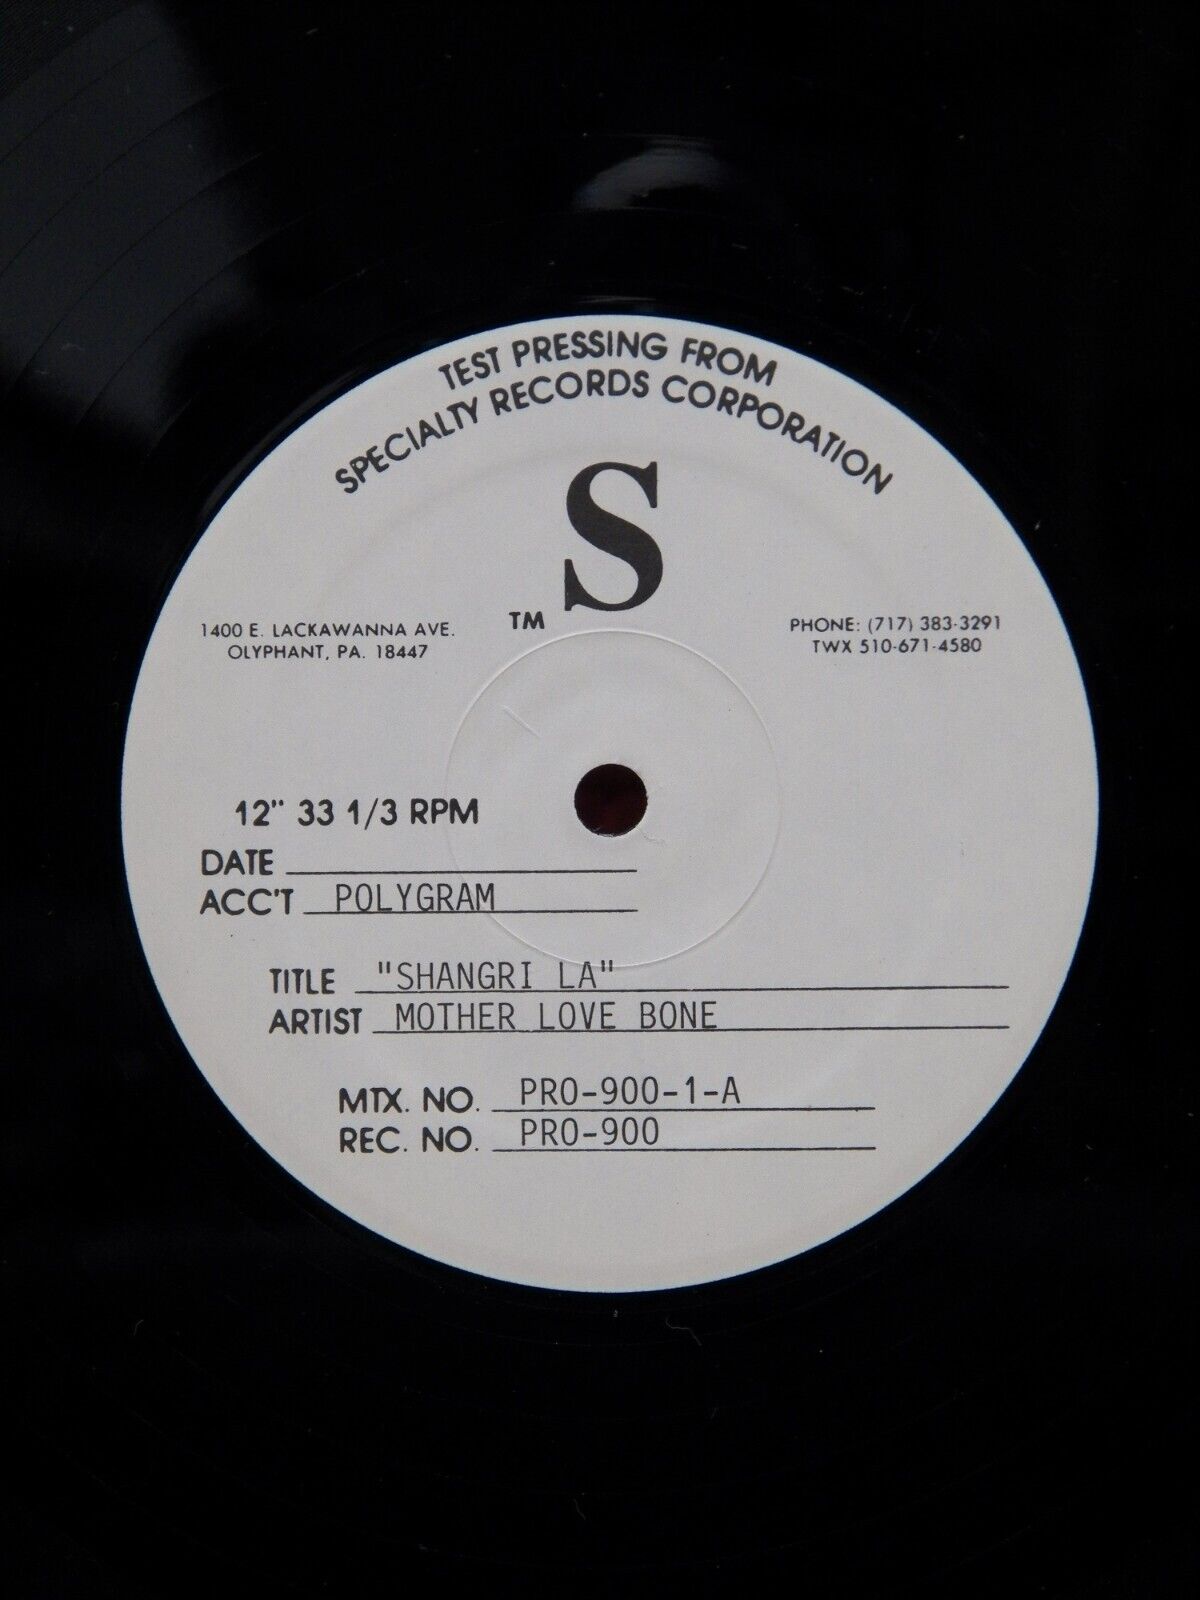 TEST PRESSING FROM
SPECIALTY RECORDS CORPORATION
S
TM
1400 E. LACKAWANNA AVE.
OLYPHANT, PA. 18447
PHONE: (717) 383-3291
TWX 510-671-4580
12" 33 1/3 RPM
DATE
ACC'T POLYGRAM
TITLE "SHANGRI LA"
ARTIST MOTHER LOVE BONE
MTX. NO. PRO-900-1-A
REC. NO. PRO-900